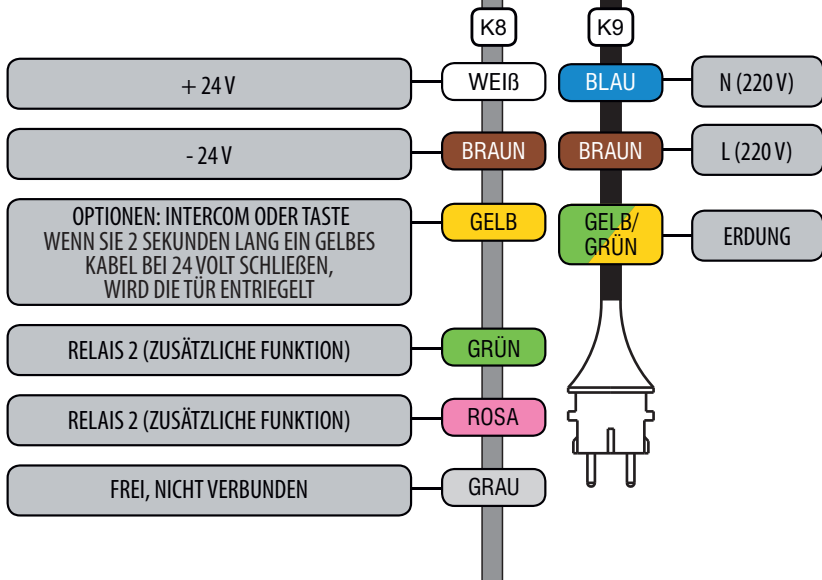 K8
K9
+ 24 V
WEIß
BLAU
N (220 V)
- 24 V
BRAUN
BRAUN
L (220 V)
OPTIONEN: INTERCOM ODER TASTE
WENN SIE 2 SEKUNDEN LANG EIN GELBES
KABEL BEI 24 VOLT SCHLIEßEN,
WIRD DIE TÜR ENTRIEGELT
GELB
GELB/
GRÜN
ERDUNG
RELAIS 2 (ZUSÄTZLICHE FUNKTION)
GRÜN
RELAIS 2 (ZUSÄTZLICHE FUNKTION)
ROSA
FREI, NICHT VERBUNDEN
GRAU